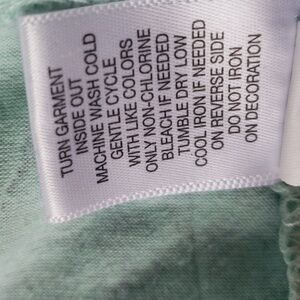 TURN GARMENT
INSIDE OUT
MACHINE WASH COLD
GENTLE CYCLE
WITH LIKE COLORS
ONLY NON-CHLORINE
BLEACH IF NEEDED
TUMBLE DRY LOW
COOL IRON IF NEEDED
ON REVERSE SIDE
DO NOT IRON
ON DECORATION